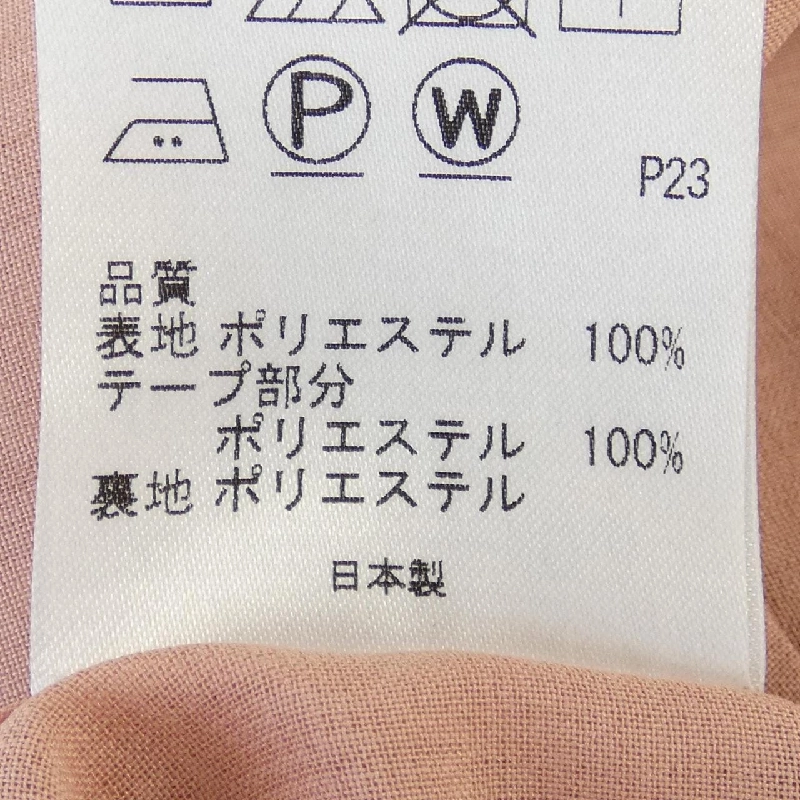 P W
P23
品質
表地 ポリエステル 100%
テープ部分
ポリエステル 100%
裏地 ポリエステル
日本製